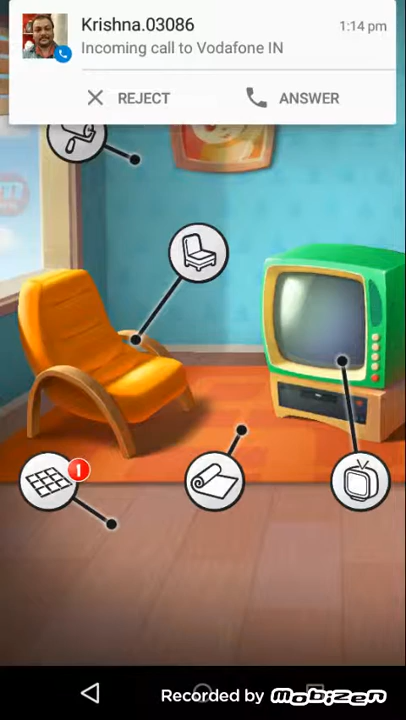 Krishna.03086
1:14 pm
Incoming call to Vodafone IN
REJECT
ANSWER
1
Recorded by mobizen